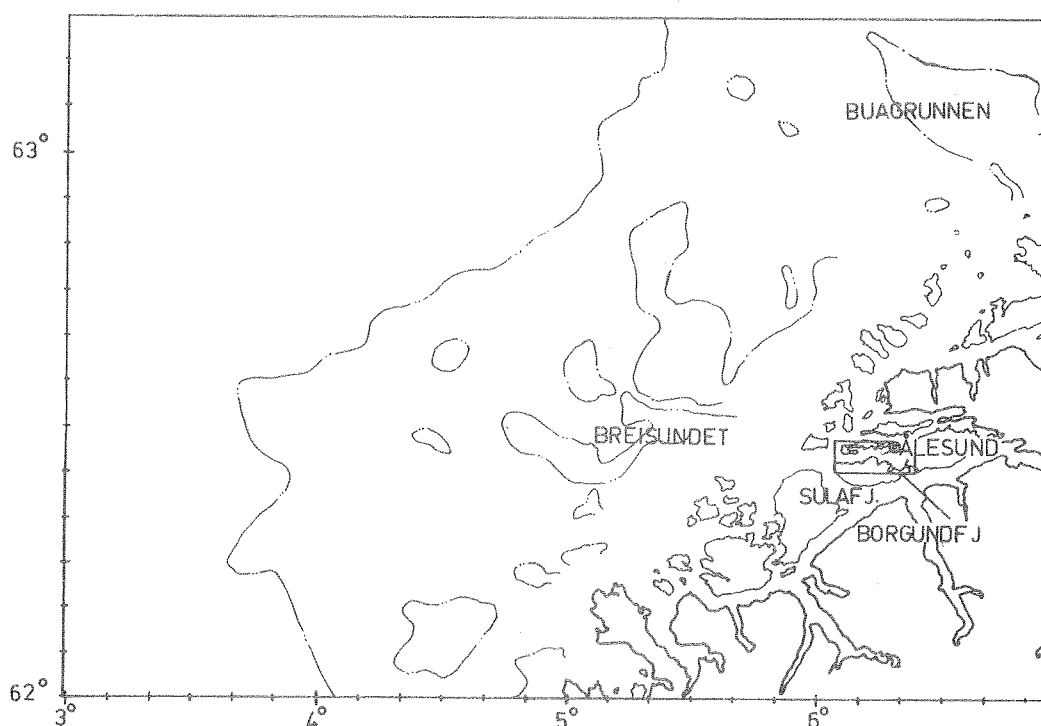 BUAGRUNNEN
63°
BREISUNDET
ÅLESUND
SULAFJ.
BORGUNDFJ
62°
3°
4°
5°
6°